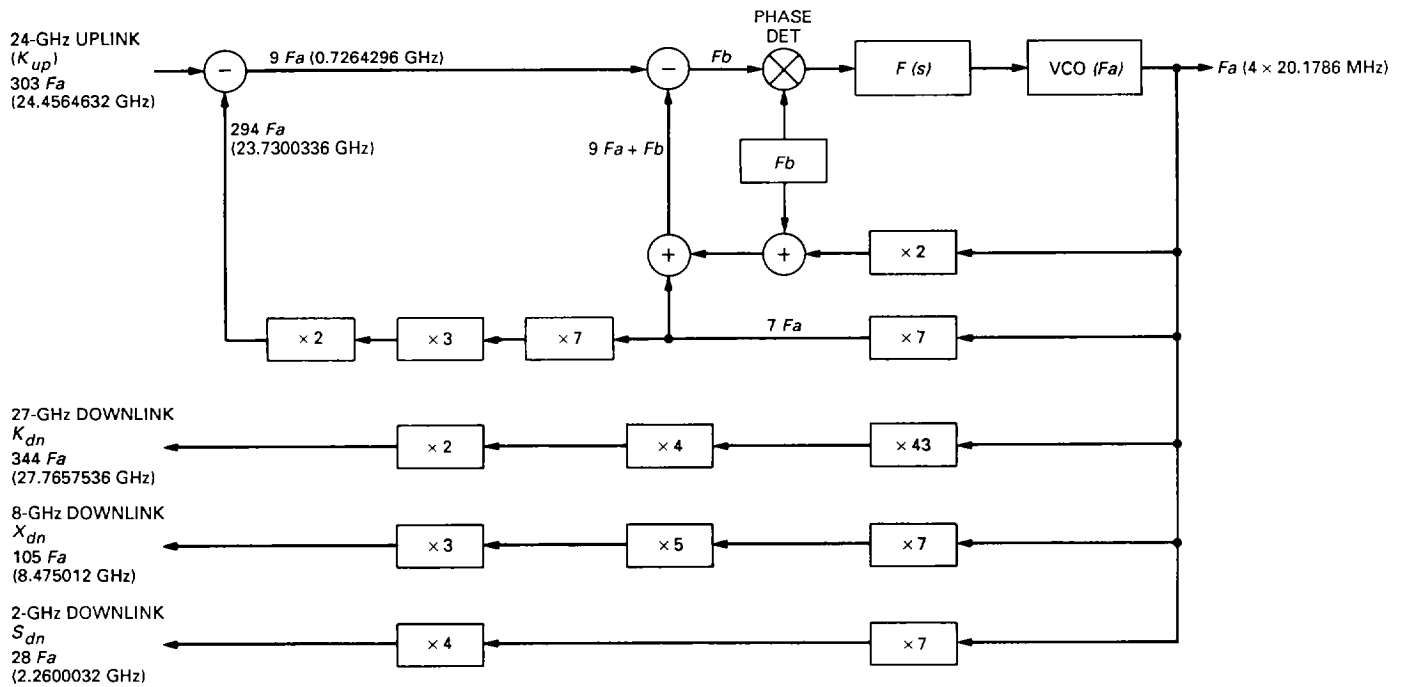 24-GHz UPLINK
(Kup)
303 Fa
(24.4564632 GHz)
−
9 Fa (0.7264296 GHz)
−
Fb
PHASE
DET
F (s)
VCO (Fa)
Fa (4 × 20.1786 MHz)
294 Fa
(23.7300336 GHz)
9 Fa + Fb
Fb
+
+
× 2
× 2
× 3
× 7
7 Fa
× 7
27-GHz DOWNLINK
Kdn
344 Fa
(27.7657536 GHz)
× 2
× 4
× 43
8-GHz DOWNLINK
Xdn
105 Fa
(8.475012 GHz)
× 3
× 5
× 7
2-GHz DOWNLINK
Sdn
28 Fa
(2.2600032 GHz)
× 4
× 7